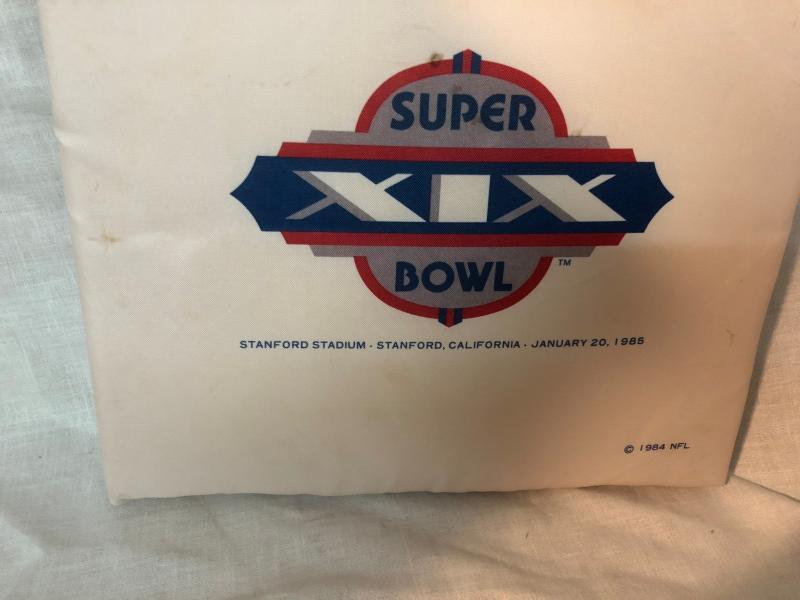 SUPER
XIX
BOWL
TM
STANFORD STADIUM · STANFORD, CALIFORNIA · JANUARY 20, 1985
© 1984 NFL